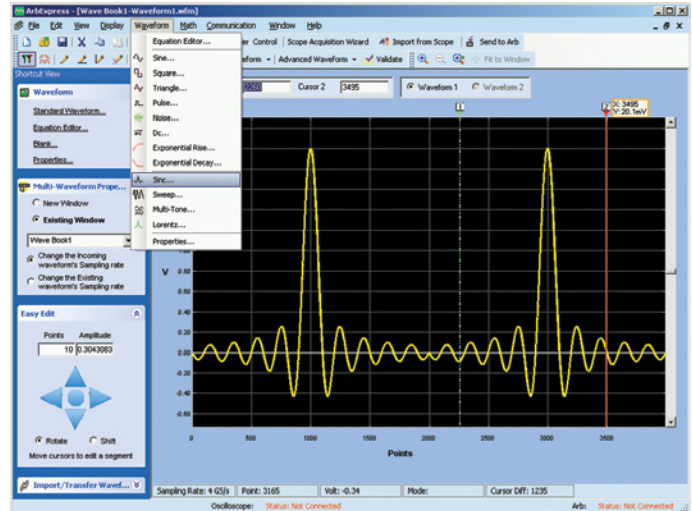 ArbExpress - [Wave Book1-Waveform1.wfm]
File Edit View Display Waveform Math Communication Window Help
er Control Scope Acquisition Wizard Import from Scope Send to Arb
eform Advanced Waveform Validate Fit to Window
Shortcut View
Cursor 2 3495 Waveform 1 Waveform 2
Equation Editor...
Sine...
Square...
Triangle...
Pulse...
Noise...
Dc...
Exponential Rise...
Exponential Decay...
Sinc...
Sweep...
Multi-Tone...
Lorentz...
Properties...
Waveform
Standard Waveform...
Equation Editor...
Blank...
Properties...
Multi-Waveform Prope...
New Window
Existing Window
Wave Book1
Change the Incoming
waveform's Sampling rate
Change the Existing
waveform's Sampling rate
Easy Edit
Points Amplitude
10 0.3043083
Rotate Shift
Move cursors to edit a segment
Import/Transfer Wavef...
1 2 X: 3495
Y: 20.1mV
V 0.80
0.60
0.40
0.20
0.00
-0.20
-0.40
-0.60
0 500 1000 1500 2000 2500 3000 3500
Points
Sampling Rate: 4 GS/s Point: 3165 Volt: -0.34 Mode: Cursor Diff: 1235
Oscilloscope: Status: Not Connected Arb: Status: Not Connected